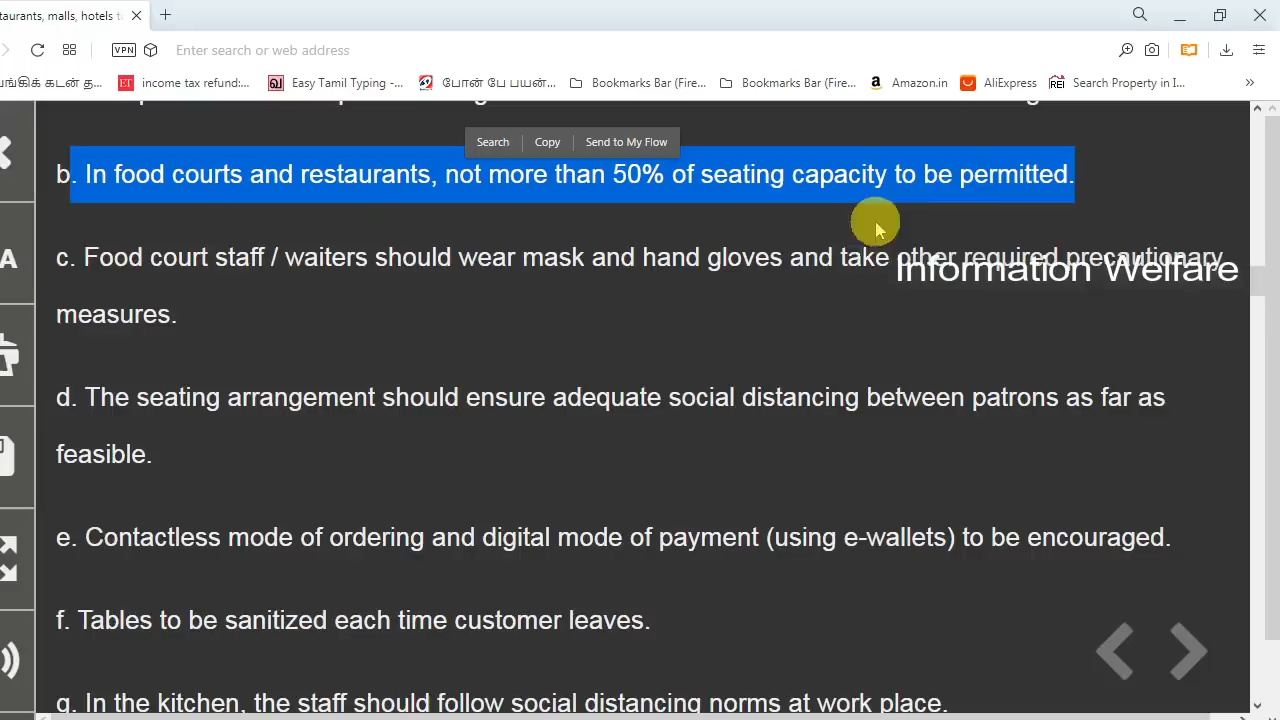 taurants, malls, hotels t
Enter search or web address
VPN
income tax refund:...
Easy Tamil Typing -...
போன் பே பயன்...
Bookmarks Bar (Fire...
Bookmarks Bar (Fire...
Amazon.in
AliExpress
Search Property in I...
Search
Copy
Send to My Flow
b. In food courts and restaurants, not more than 50% of seating capacity to be permitted.
c. Food court staff / waiters should wear mask and hand gloves and take other required precautionary
Information Welfare
measures.
d. The seating arrangement should ensure adequate social distancing between patrons as far as
feasible.
e. Contactless mode of ordering and digital mode of payment (using e-wallets) to be encouraged.
f. Tables to be sanitized each time customer leaves.
g. In the kitchen, the staff should follow social distancing norms at work place.